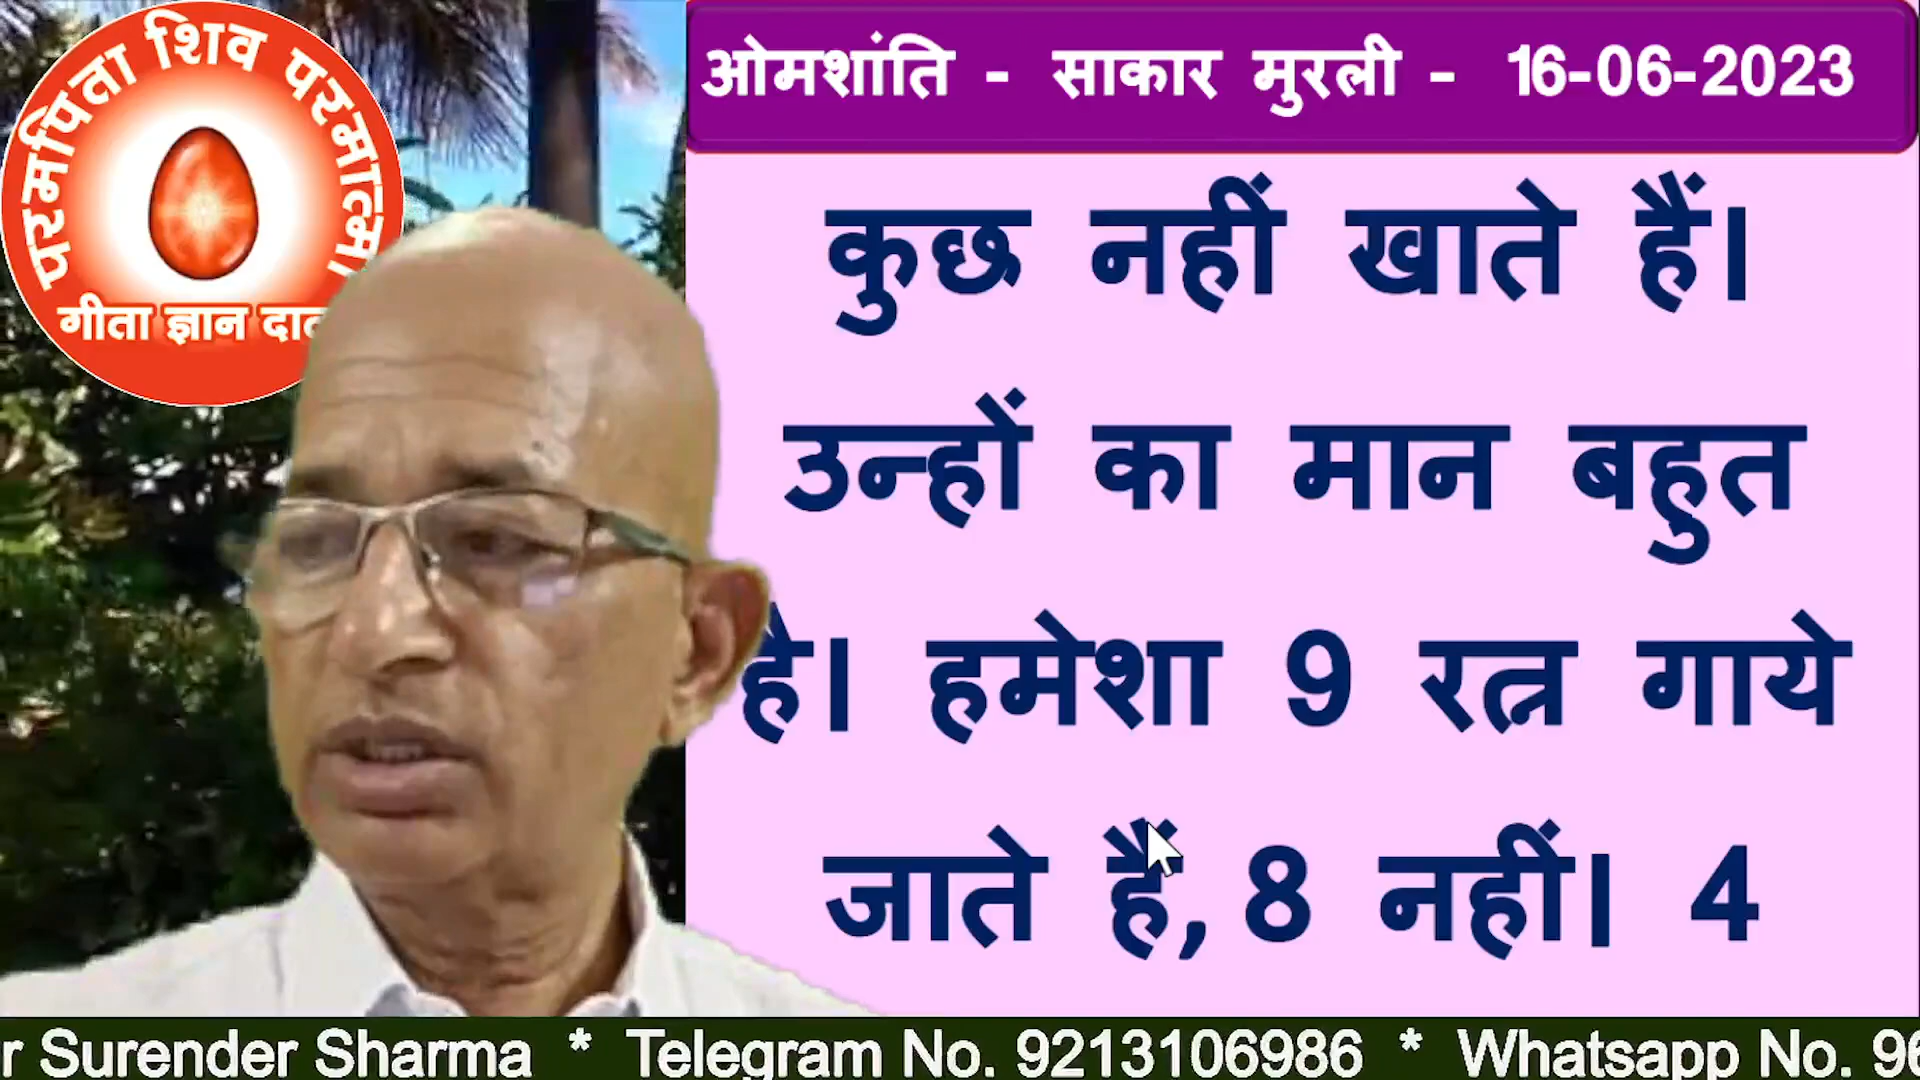 परमपिता शिव परमात्मा
गीता ज्ञान
ओमशांति - साकार मुरली - 16-06-2023
कुछ नहीं खाते हैं।
उन्हों का मान बहुत
है। हमेशा 9 रत्न गाये
जाते हैं, 8 नहीं। 4
r Surender Sharma * Telegram No. 9213106986 * Whatsapp No. 96